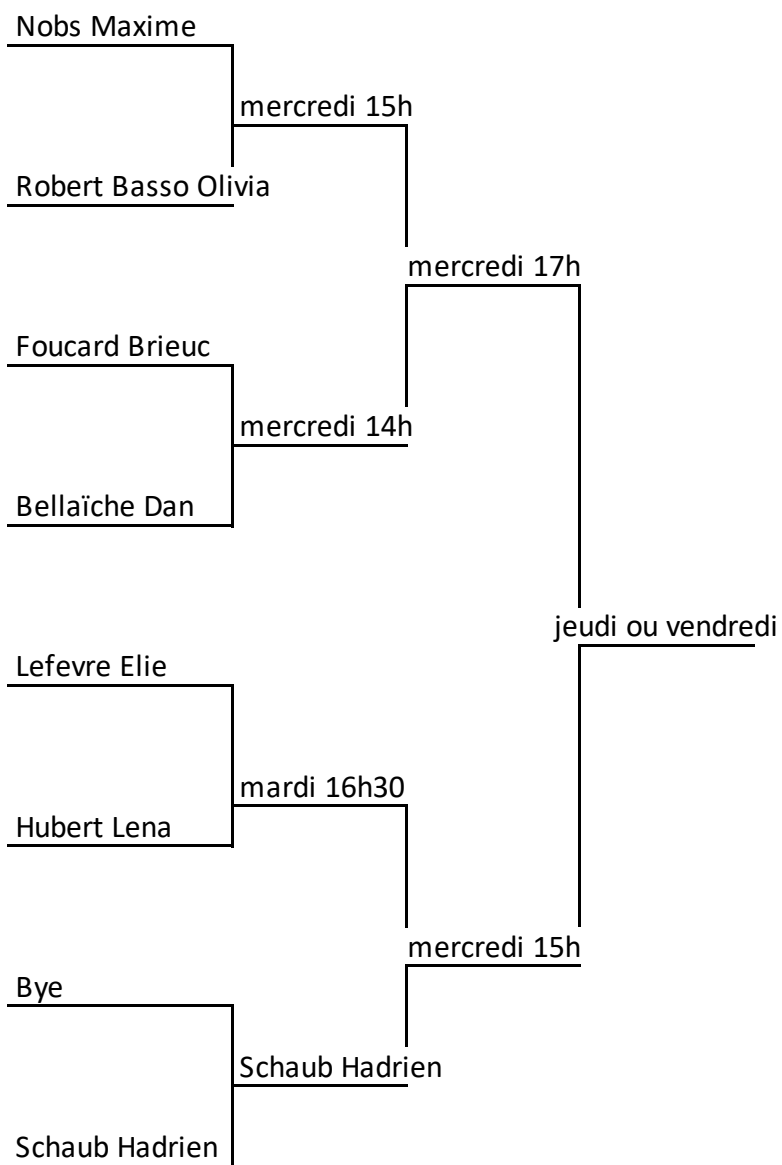 Nobs Maxime
mercredi 15h
Robert Basso Olivia
mercredi 17h
Foucard Brieuc
mercredi 14h
Bellaïche Dan
jeudi ou vendredi
Lefevre Elie
mardi 16h30
Hubert Lena
mercredi 15h
Bye
Schaub Hadrien
Schaub Hadrien